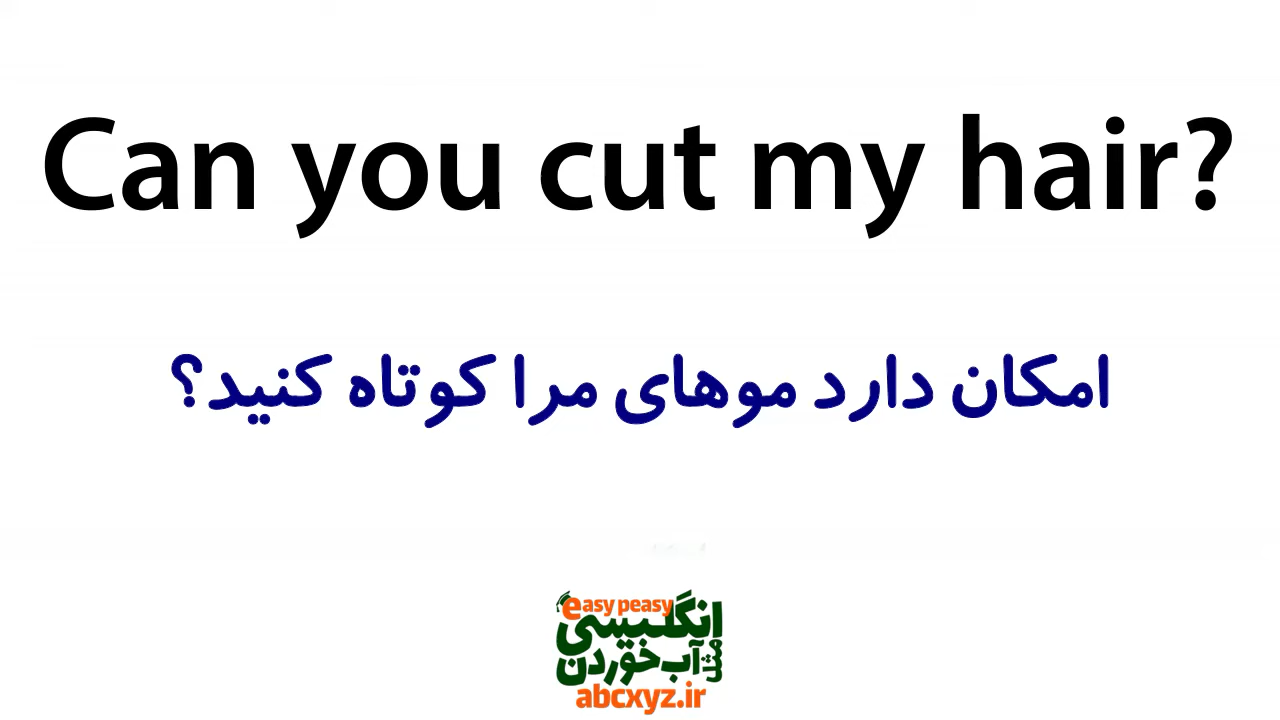 Can you cut my hair?
امکان دارد موهای مرا کوتاه کنید؟
easy peasy
انگلیسی
مثل آب خوردن
abcxyz.ir